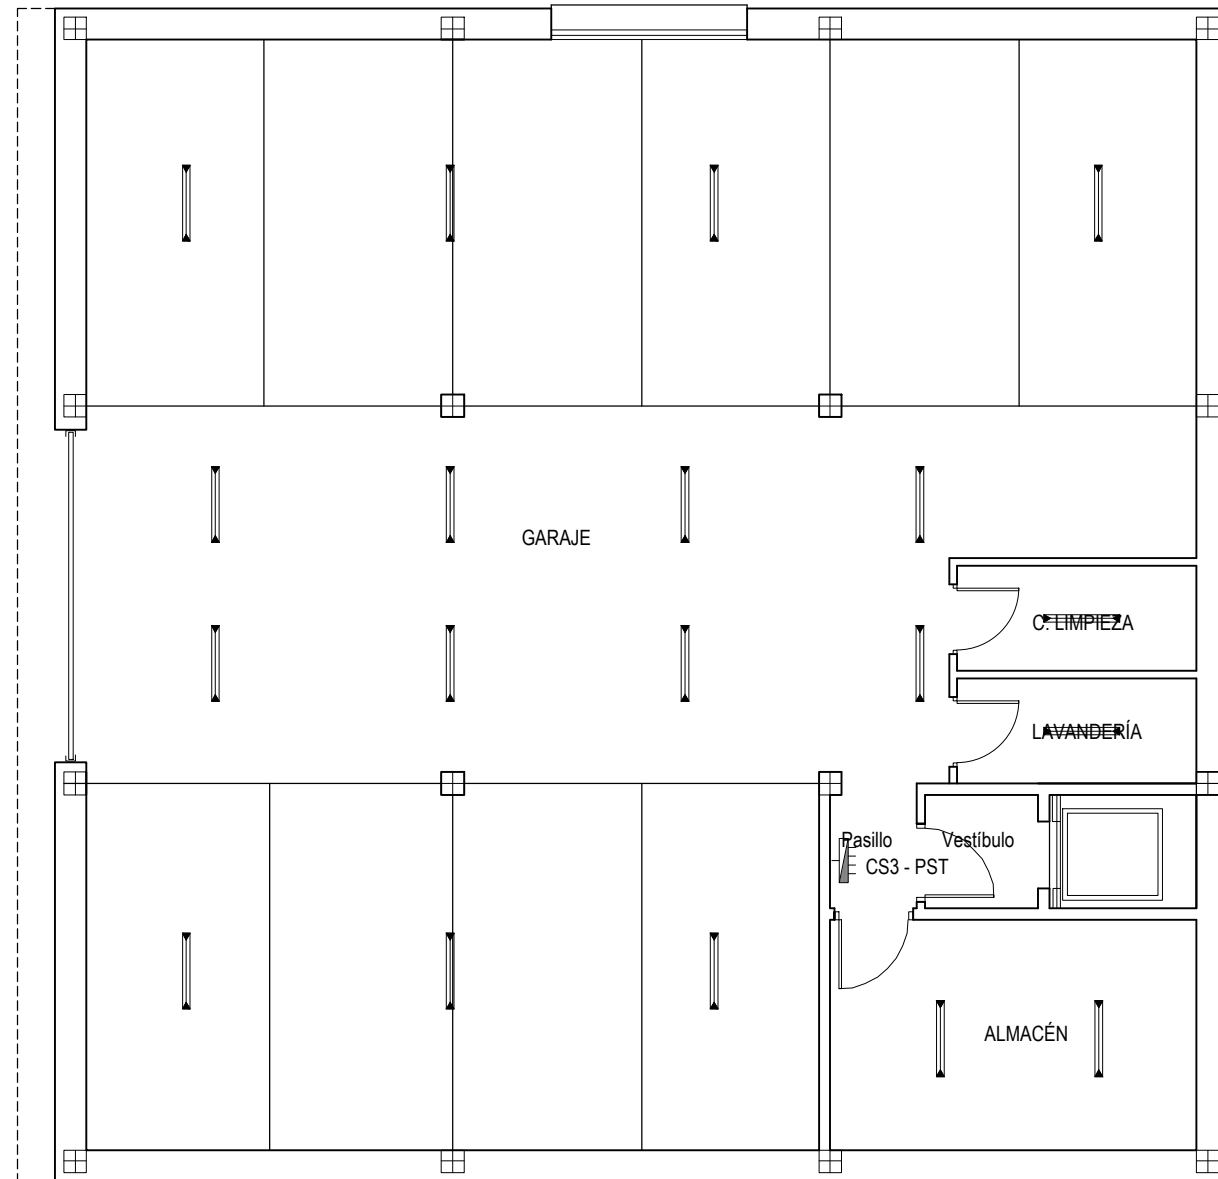 GARAJE
C. LIMPIEZA
LAVANDERÍA
Pasillo
Vestíbulo
CS3 - PST
ALMACÉN